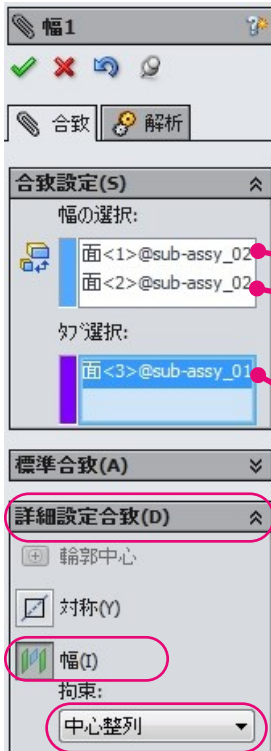 幅1
合致
解析
合致設定(S)
幅の選択:
面<1>@sub-assy_02
面<2>@sub-assy_02
タブ選択:
面<3>@sub-assy_01
標準合致(A)
詳細設定合致(D)
輪郭中心
対称(Y)
幅(I)
拘束:
中心整列